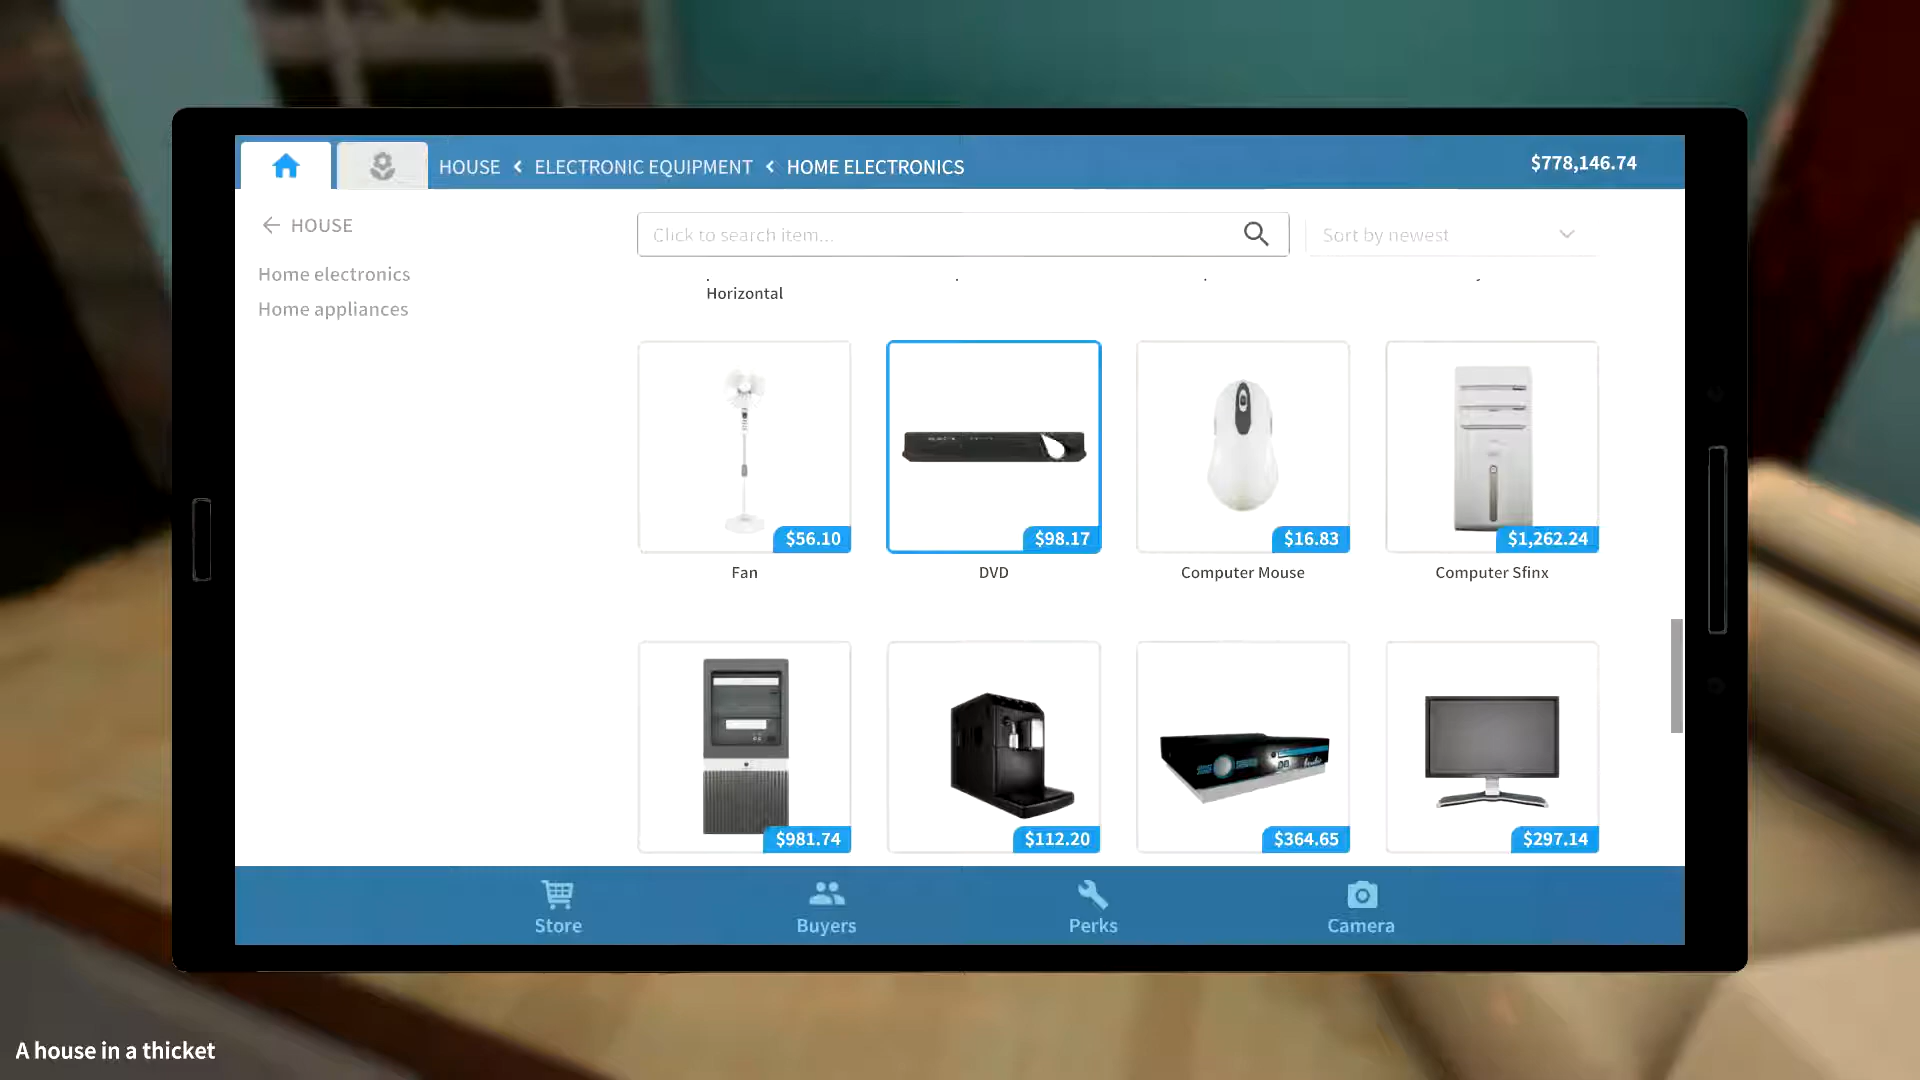 HOUSE < ELECTRONIC EQUIPMENT < HOME ELECTRONICS
$778,146.74
HOUSE
Click to search item...
Sort by newest
Home electronics
Home appliances
Horizontal
$56.10
$98.17
$16.83
$1,262.24
Fan
DVD
Computer Mouse
Computer Sfinx
$981.74
$112.20
$364.65
$297.14
Store
Buyers
Perks
Camera
A house in a thicket